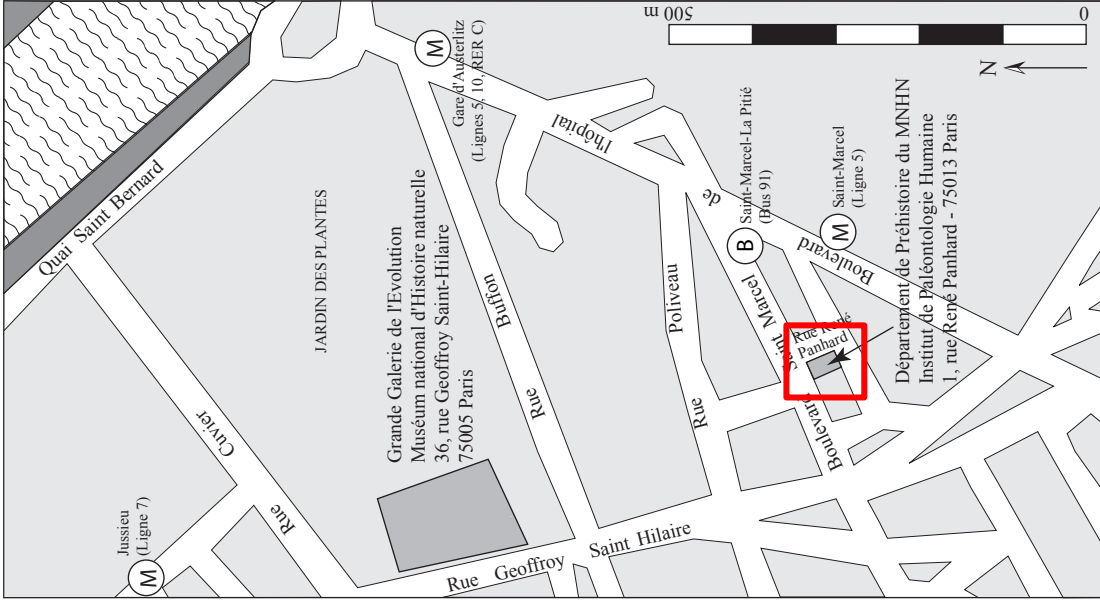 500 m
0
N
Quai Saint Bernard
Gare d'Austerlitz
(Lignes 5, 10, RER C)
JARDIN DES PLANTES
Grande Galerie de l'Evolution
Muséum national d'Histoire naturelle
36, rue Geoffroy Saint-Hilaire
75005 Paris
Rue Cuvier
Jussieu
(Ligne 7)
Rue Buffon
Rue Geoffroy Saint Hilaire
Rue Poliveau
Boulevard de l'hôpital
Boulevard Saint Marcel
Saint-Marcel-La Pitié
(Bus 91)
Saint-Marcel
(Ligne 5)
Rue René
Panhard
Département de Préhistoire du MNHN
Institut de Paléontologie Humaine
1, rue René Panhard - 75013 Paris
M
M
M
B